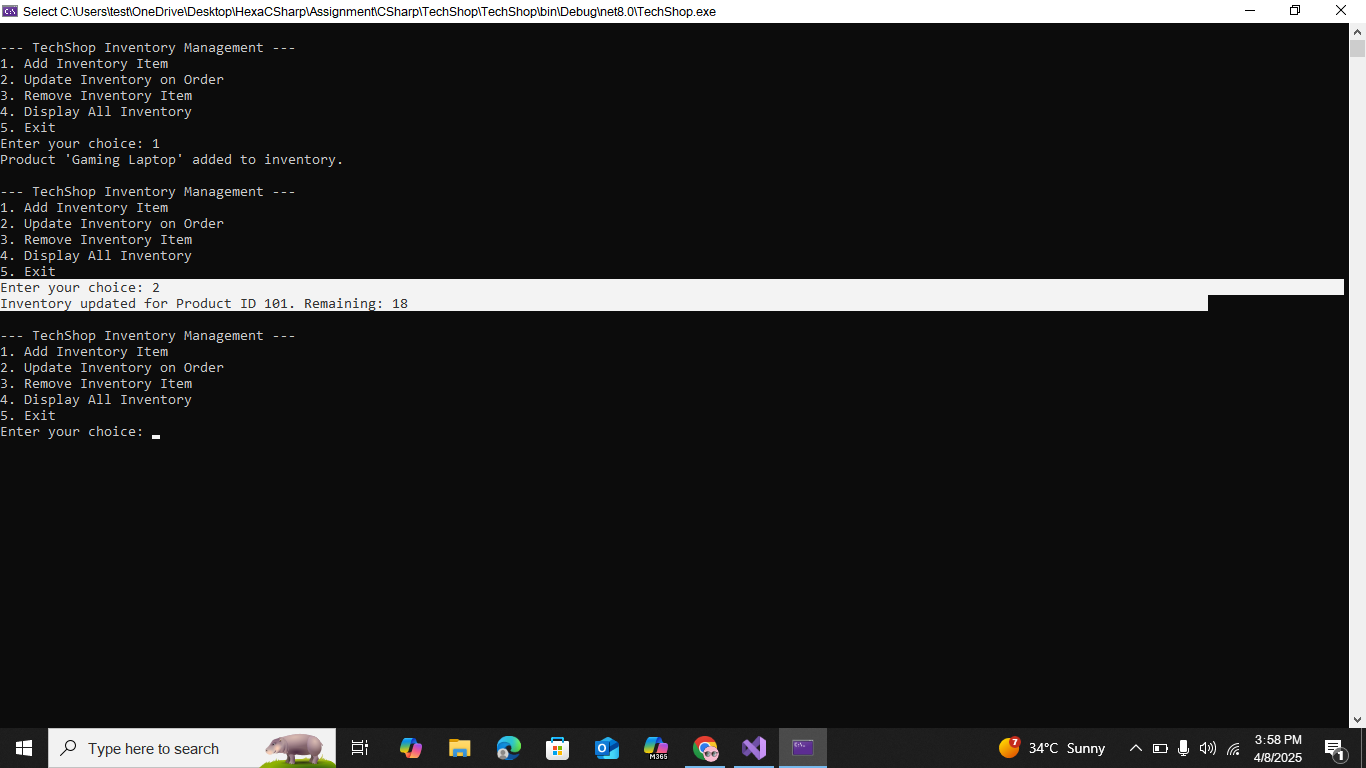 Select C:\Users\test\OneDrive\Desktop\HexaCSharp\Assignment\CSharp\TechShop\TechShop\bin\Debug\net8.0\TechShop.exe
--- TechShop Inventory Management ---
1. Add Inventory Item
2. Update Inventory on Order
3. Remove Inventory Item
4. Display All Inventory
5. Exit
Enter your choice: 1
Product 'Gaming Laptop' added to inventory.
--- TechShop Inventory Management ---
1. Add Inventory Item
2. Update Inventory on Order
3. Remove Inventory Item
4. Display All Inventory
5. Exit
Enter your choice: 2
Inventory updated for Product ID 101. Remaining: 18
--- TechShop Inventory Management ---
1. Add Inventory Item
2. Update Inventory on Order
3. Remove Inventory Item
4. Display All Inventory
5. Exit
Enter your choice:
Type here to search
M365
7
34°C Sunny
3:58 PM
4/8/2025
1